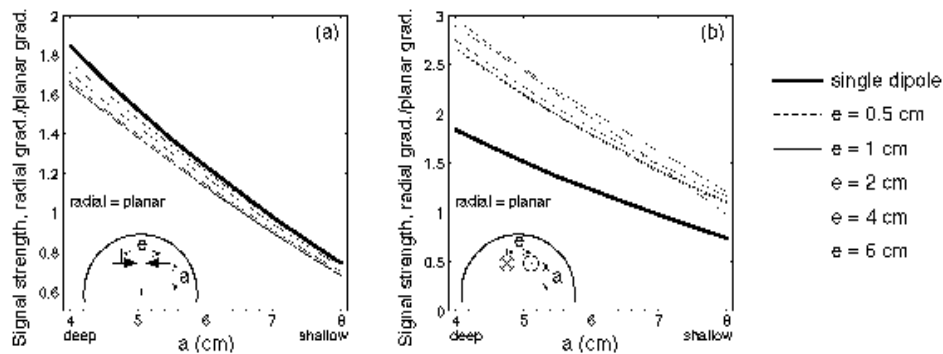 Signal strength, radial grad./planar grad.
2
1.8
1.6
1.4
1.2
1
0.8
0.6
(a)
radial = planar
e
a
4
5
6
7
8
deep
shallow
a (cm)
Signal strength, radial grad./planar grad.
3
2.5
2
1.5
1
0.5
0
(b)
radial = planar
e
a
4
5
6
7
8
deep
shallow
a (cm)
single dipole
e = 0.5 cm
e = 1 cm
e = 2 cm
e = 4 cm
e = 6 cm